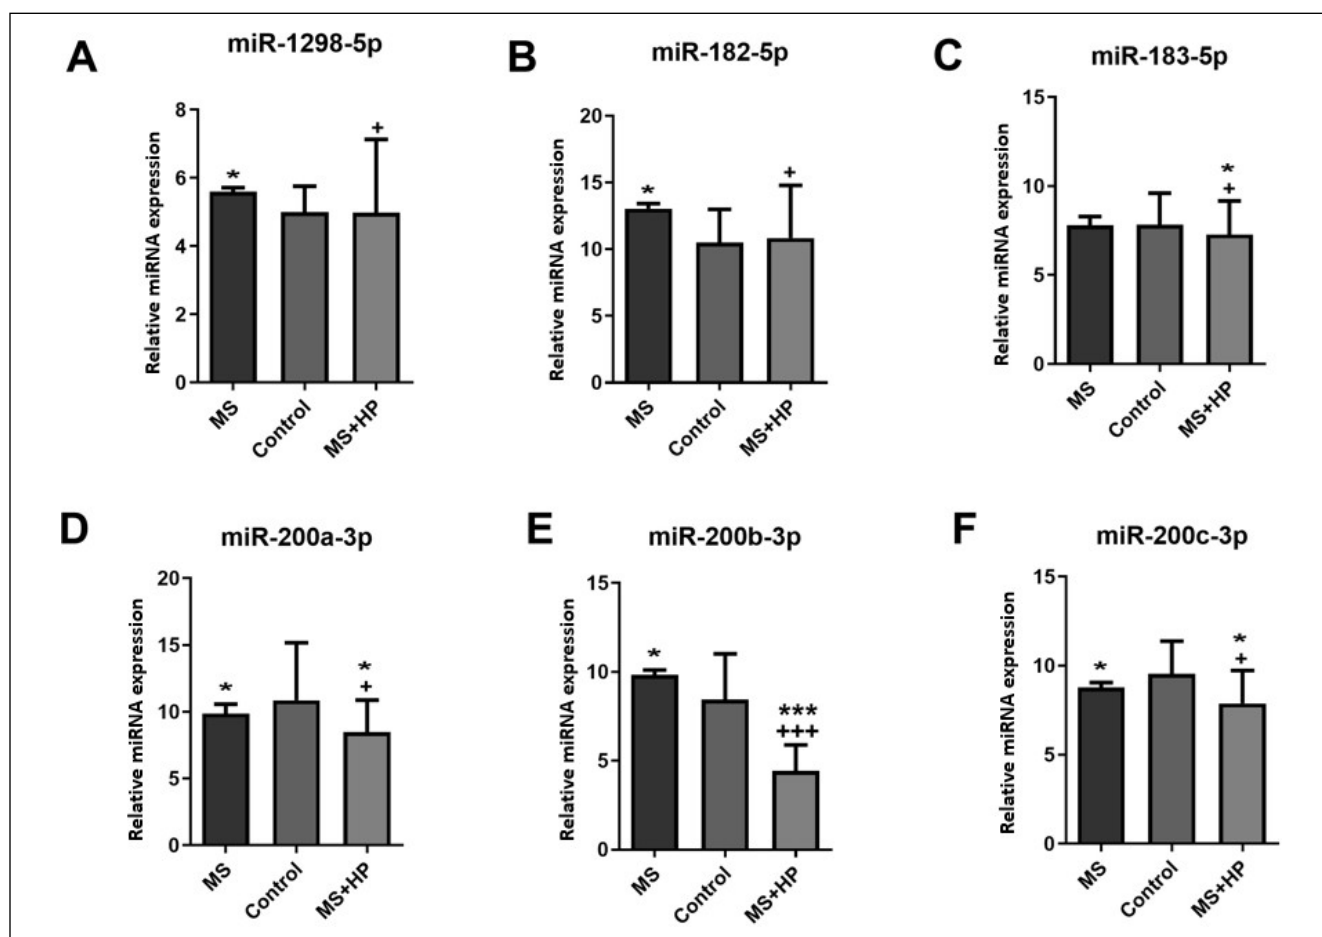 A
miR-1298-5p
Relative miRNA expression
8
6
4
2
0
*
+
MS
Control
MS+HP
B
miR-182-5p
Relative miRNA expression
20
15
10
5
0
*
+
MS
Control
MS+HP
C
miR-183-5p
Relative miRNA expression
15
10
5
0
*
+
MS
Control
MS+HP
D
miR-200a-3p
Relative miRNA expression
20
15
10
5
0
*
*
+
MS
Control
MS+HP
E
miR-200b-3p
Relative miRNA expression
15
10
5
0
*
***
+++
MS
Control
MS+HP
F
miR-200c-3p
Relative miRNA expression
15
10
5
0
*
*
+
MS
Control
MS+HP